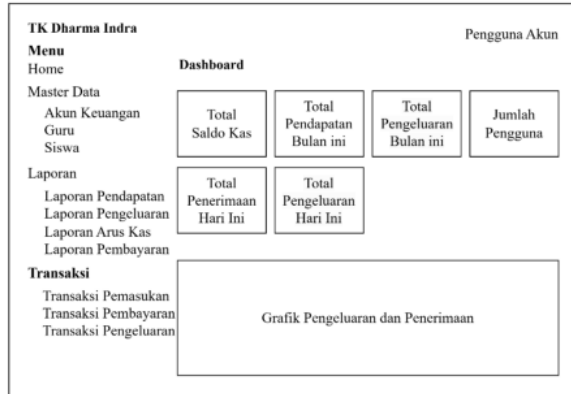 TK Dharma Indra
Pengguna Akun
Menu
Home
Master Data
Akun Keuangan
Guru
Siswa
Laporan
Laporan Pendapatan
Laporan Pengeluaran
Laporan Arus Kas
Laporan Pembayaran
Transaksi
Transaksi Pemasukan
Transaksi Pembayaran
Transaksi Pengeluaran
Dashboard
Total
Saldo Kas
Total
Pendapatan
Bulan ini
Total
Pengeluaran
Bulan ini
Jumlah
Pengguna
Total
Penerimaan
Hari Ini
Total
Pengeluaran
Hari Ini
Grafik Pengeluaran dan Penerimaan